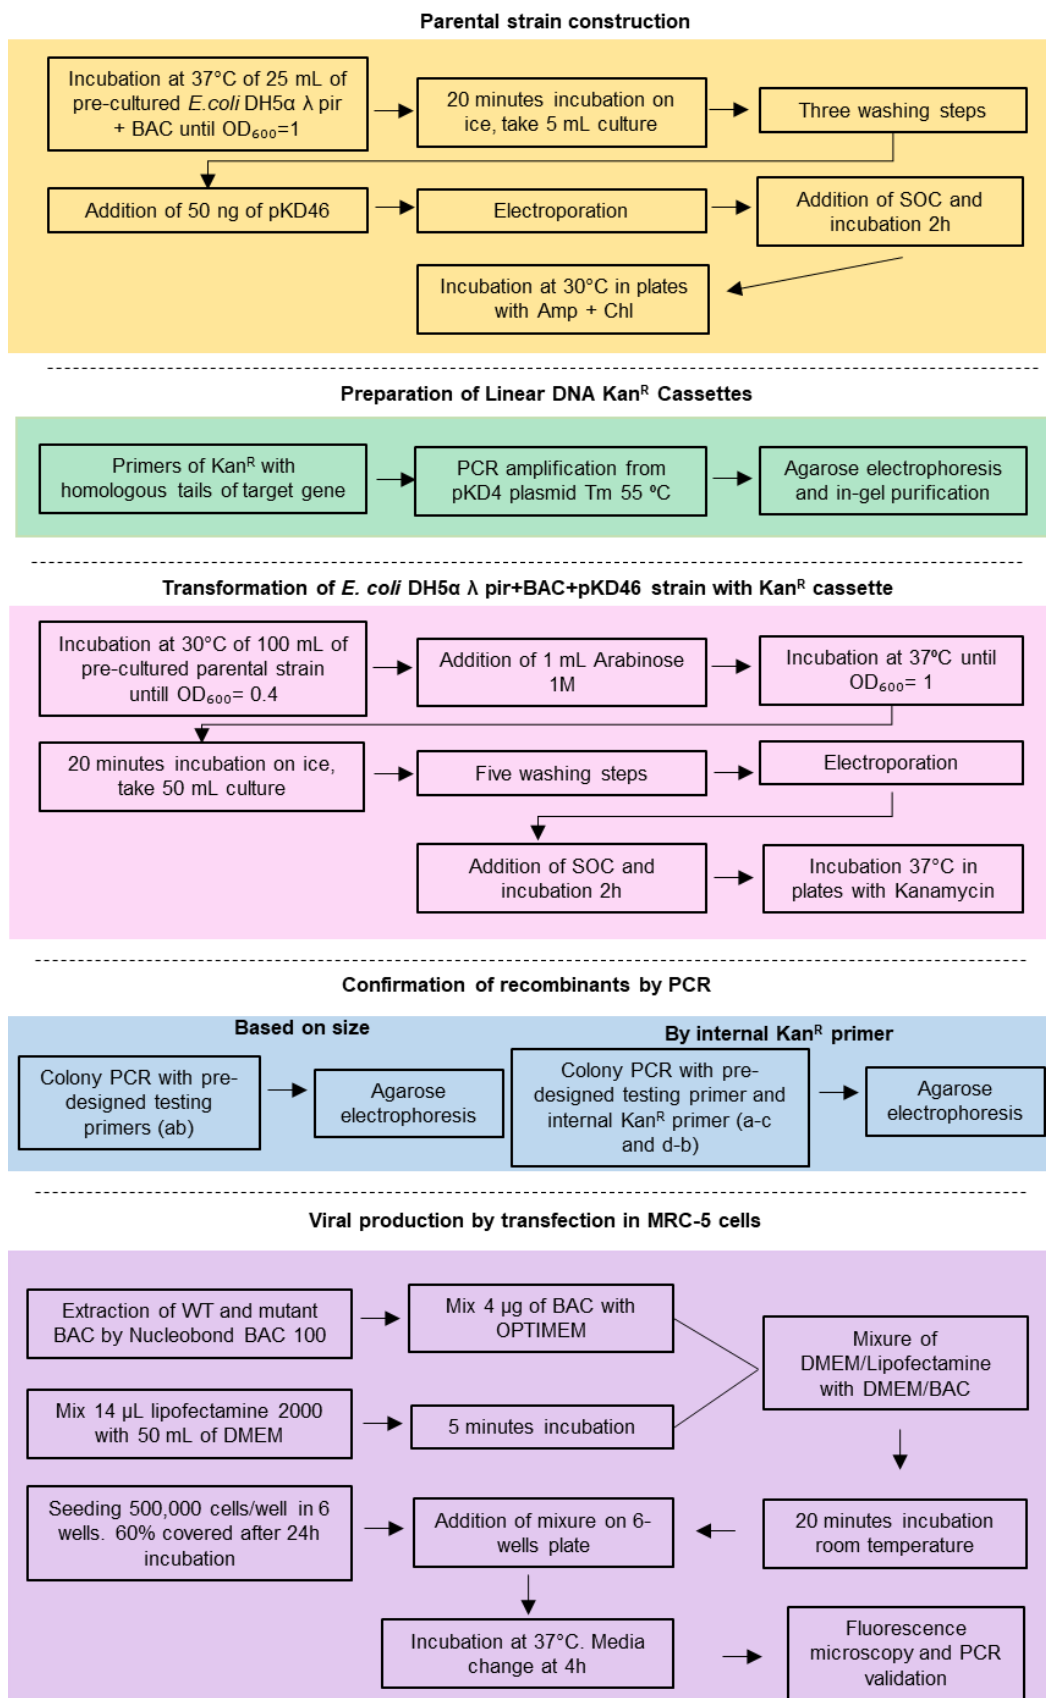 Parental strain construction
Incubation at 37°C of 25 mL of
pre-cultured E.coli DH5α λ pir
+ BAC until OD₆₀₀=1
20 minutes incubation on
ice, take 5 mL culture
Three washing steps
Addition of 50 ng of pKD46
Electroporation
Addition of SOC and
incubation 2h
Incubation at 30°C in plates
with Amp + Chl
Preparation of Linear DNA Kanᴿ Cassettes
Primers of Kanᴿ with
homologous tails of target
gene
PCR amplification from
pKD4 plasmid Tm 55 ºC
Agarose electrophoresis
and in-gel purification
Transformation of E. coli DH5α λ pir+BAC+pKD46 strain with Kanᴿ cassette
Incubation at 30°C of 100 mL of
pre-cultured parental strain
untill OD₆₀₀= 0.4
Addition of 1 mL Arabinose
1M
Incubation at 37ºC until
OD₆₀₀= 1
20 minutes incubation on ice,
take 50 mL culture
Five washing steps
Electroporation
Addition of SOC and
incubation 2h
Incubation 37°C in
plates with Kanamycin
Confirmation of recombinants by PCR
Based on size
Colony PCR with pre-
designed testing
primers (ab)
Agarose
electrophoresis
By internal Kanᴿ primer
Colony PCR with pre-
designed testing primer and
internal Kanᴿ primer (a-c
and d-b)
Agarose
electrophoresis
Viral production by transfection in MRC-5 cells
Extraction of WT and mutant
BAC by Nucleobond BAC 100
Mix 4 µg of BAC with
OPTIMEM
Mixure of
DMEM/Lipofectamine
with DMEM/BAC
Mix 14 µL lipofectamine 2000
with 50 mL of DMEM
5 minutes incubation
Seeding 500,000 cells/well in 6
wells. 60% covered after 24h
incubation
Addition of mixure on 6-
wells plate
20 minutes incubation
room temperature
Incubation at 37°C. Media
change at 4h
Fluorescence
microscopy and PCR
validation